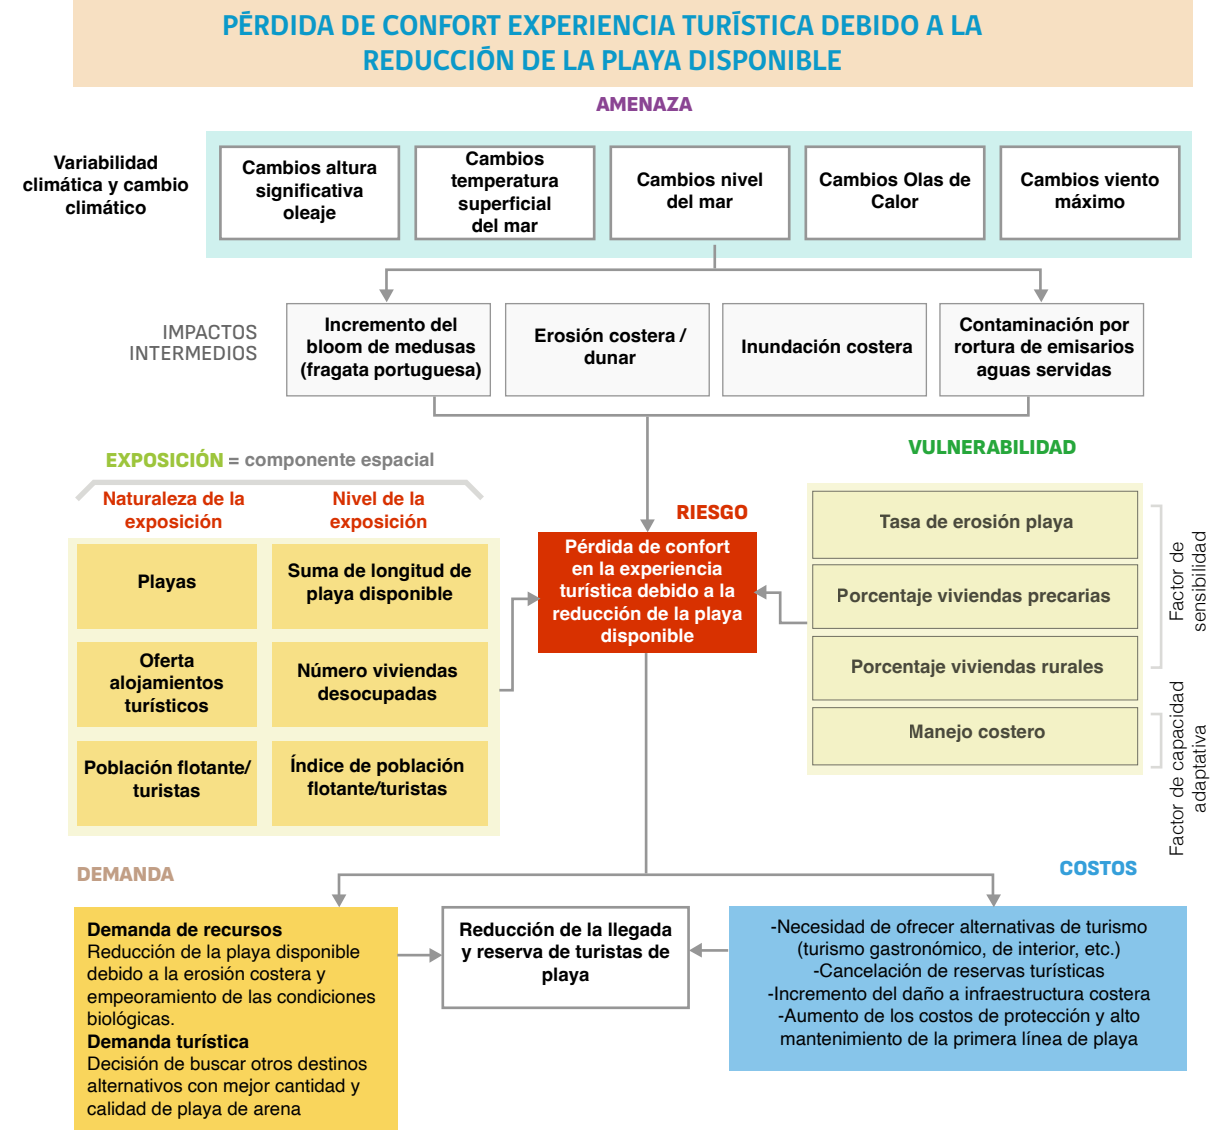 PÉRDIDA DE CONFORT EXPERIENCIA TURÍSTICA DEBIDO A LA
REDUCCIÓN DE LA PLAYA DISPONIBLE
AMENAZA
Variabilidad
climática y cambio
climático
Cambios altura
significativa
oleaje
Cambios
temperatura
superficial
del mar
Cambios nivel
del mar
Cambios Olas de
Calor
Cambios viento
máximo
IMPACTOS
INTERMEDIOS
Incremento del
bloom de medusas
(fragata portuguesa)
Erosión costera /
dunar
Inundación costera
Contaminación por
rortura de emisarios
aguas servidas
EXPOSICIÓN = componente espacial
Naturaleza de la
exposición
Nivel de la
exposición
Playas
Suma de longitud de
playa disponible
Oferta
alojamientos
turísticos
Número viviendas
desocupadas
Población flotante/
turistas
Índice de población
flotante/turistas
RIESGO
Pérdida de confort
en la experiencia
turística debido a la
reducción de la playa
disponible
VULNERABILIDAD
Tasa de erosión playa
Porcentaje viviendas precarias
Porcentaje viviendas rurales
Manejo costero
Factor de
sensibilidad
Factor de capacidad
adaptativa
DEMANDA
Demanda de recursos
Reducción de la playa disponible
debido a la erosión costera y
empeoramiento de las condiciones
biológicas.
Demanda turística
Decisión de buscar otros destinos
alternativos con mejor cantidad y
calidad de playa de arena
Reducción de la llegada
y reserva de turistas de
playa
COSTOS
-Necesidad de ofrecer alternativas de turismo
(turismo gastronómico, de interior, etc.)
-Cancelación de reservas turísticas
-Incremento del daño a infraestructura costera
-Aumento de los costos de protección y alto
mantenimiento de la primera línea de playa